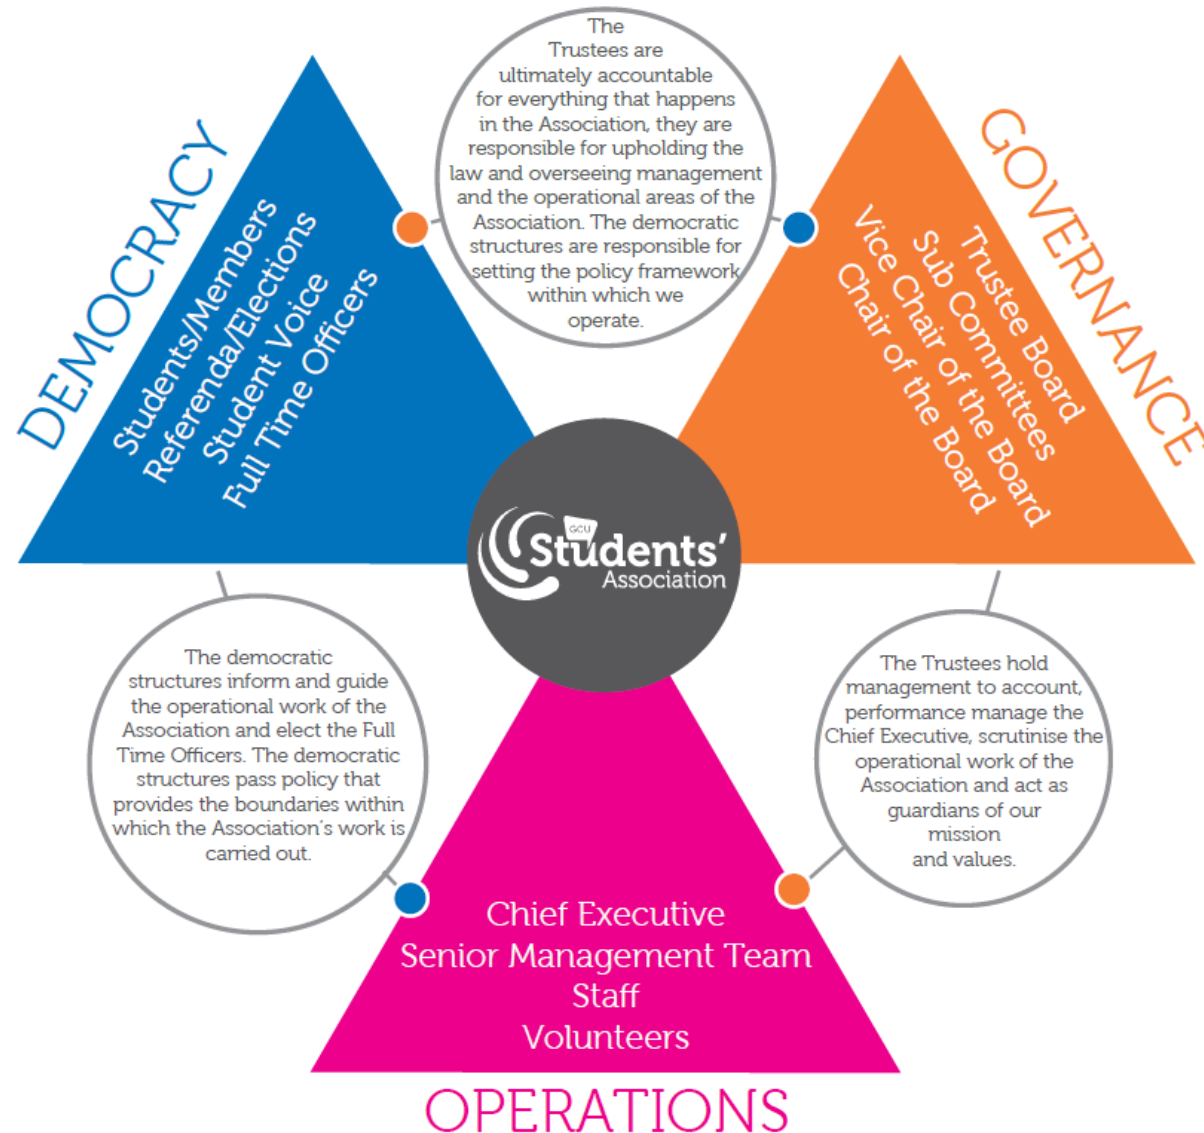 The
Trustees are
ultimately accountable
for everything that happens
in the Association, they are
responsible for upholding the
law and overseeing management
and the operational areas of the
Association. The democratic
structures are responsible for
setting the policy framework
within which we
operate.
DEMOCRACY
Students/Members
Referenda/Elections
Student Voice
Full Time Officers
GOVERNANCE
Trustee Board
Sub Committees
Vice Chair of the Board
Chair of the Board
GCU
Students'
Association
The democratic
structures inform and guide
the operational work of the
Association and elect the Full
Time Officers. The democratic
structures pass policy that
provides the boundaries within
which the Association's work is
carried out.
The Trustees hold
management to account,
performance manage the
Chief Executive, scrutinise the
operational work of the
Association and act as
guardians of our
mission
and values.
Chief Executive
Senior Management Team
Staff
Volunteers
OPERATIONS